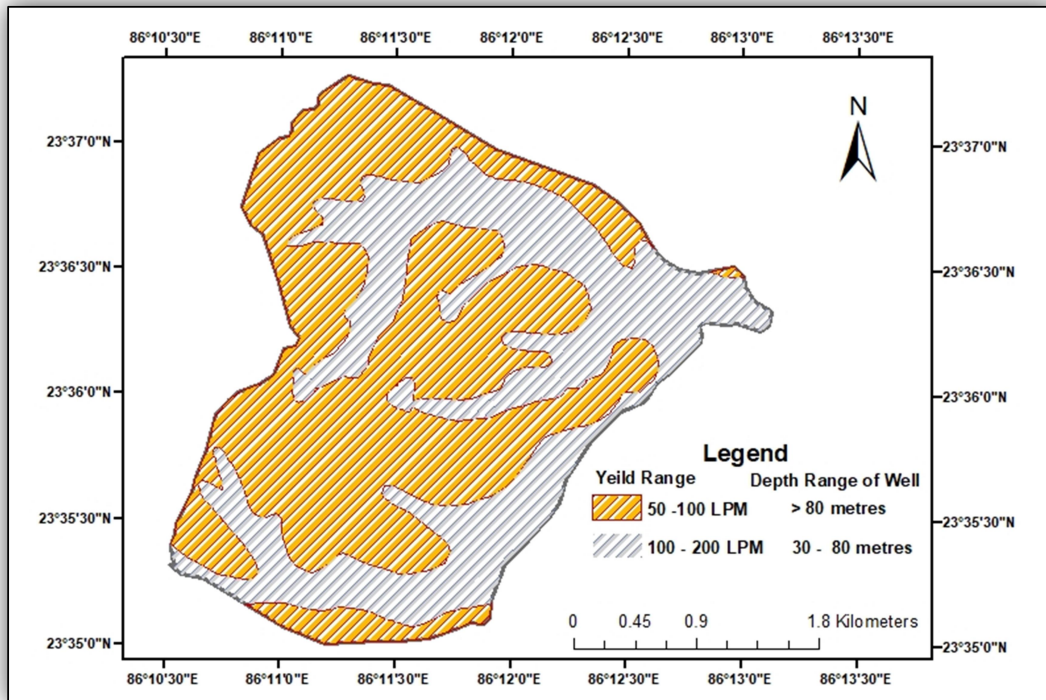 86°10'30"E 86°11'0"E 86°11'30"E 86°12'0"E 86°12'30"E 86°13'0"E 86°13'30"E
N
23°37'0"N 23°37'0"N
23°36'30"N 23°36'30"N
23°36'0"N 23°36'0"N
Legend
Yeild Range Depth Range of Well
50 -100 LPM > 80 metres
23°35'30"N 23°35'30"N
100 - 200 LPM 30 - 80 metres
0 0.45 0.9 1.8 Kilometers
23°35'0"N 23°35'0"N
86°10'30"E 86°11'0"E 86°11'30"E 86°12'0"E 86°12'30"E 86°13'0"E 86°13'30"E